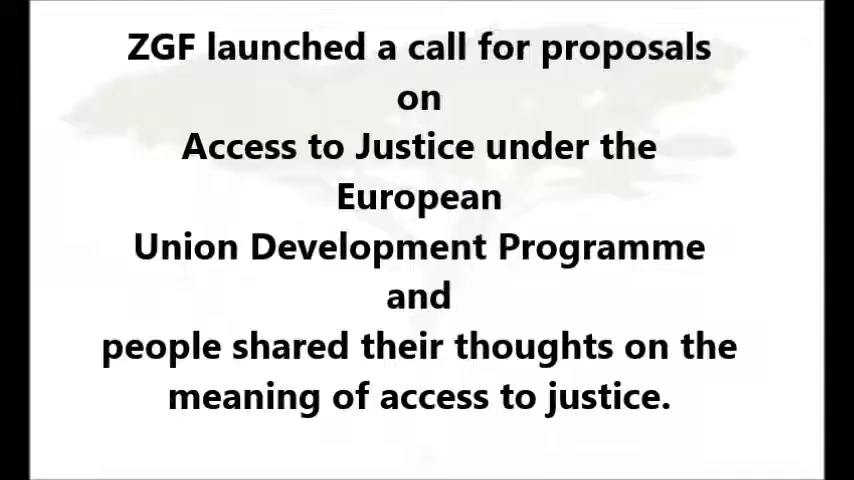 ZGF launched a call for proposals
on
Access to Justice under the
European
Union Development Programme
and
people shared their thoughts on the
meaning of access to justice.